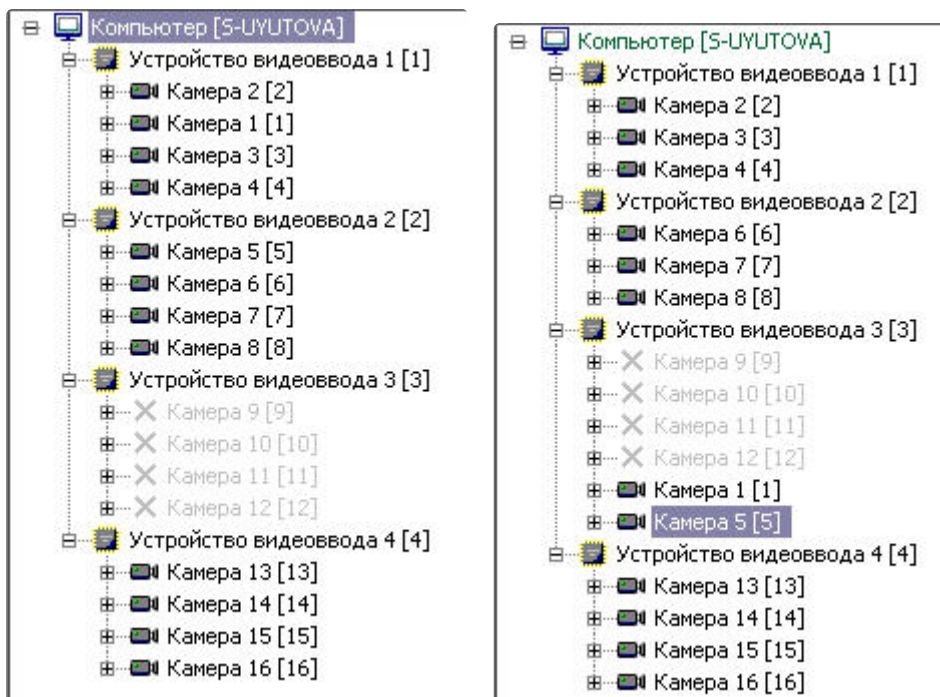 Компьютер [S-UYUTOVA]
Устройство видеоввода 1 [1]
Камера 2 [2]
Камера 1 [1]
Камера 3 [3]
Камера 4 [4]
Устройство видеоввода 2 [2]
Камера 5 [5]
Камера 6 [6]
Камера 7 [7]
Камера 8 [8]
Устройство видеоввода 3 [3]
Камера 9 [9]
Камера 10 [10]
Камера 11 [11]
Камера 12 [12]
Устройство видеоввода 4 [4]
Камера 13 [13]
Камера 14 [14]
Камера 15 [15]
Камера 16 [16]
Компьютер [S-UYUTOVA]
Устройство видеоввода 1 [1]
Камера 2 [2]
Камера 3 [3]
Камера 4 [4]
Устройство видеоввода 2 [2]
Камера 6 [6]
Камера 7 [7]
Камера 8 [8]
Устройство видеоввода 3 [3]
Камера 9 [9]
Камера 10 [10]
Камера 11 [11]
Камера 12 [12]
Камера 1 [1]
Камера 5 [5]
Устройство видеоввода 4 [4]
Камера 13 [13]
Камера 14 [14]
Камера 15 [15]
Камера 16 [16]